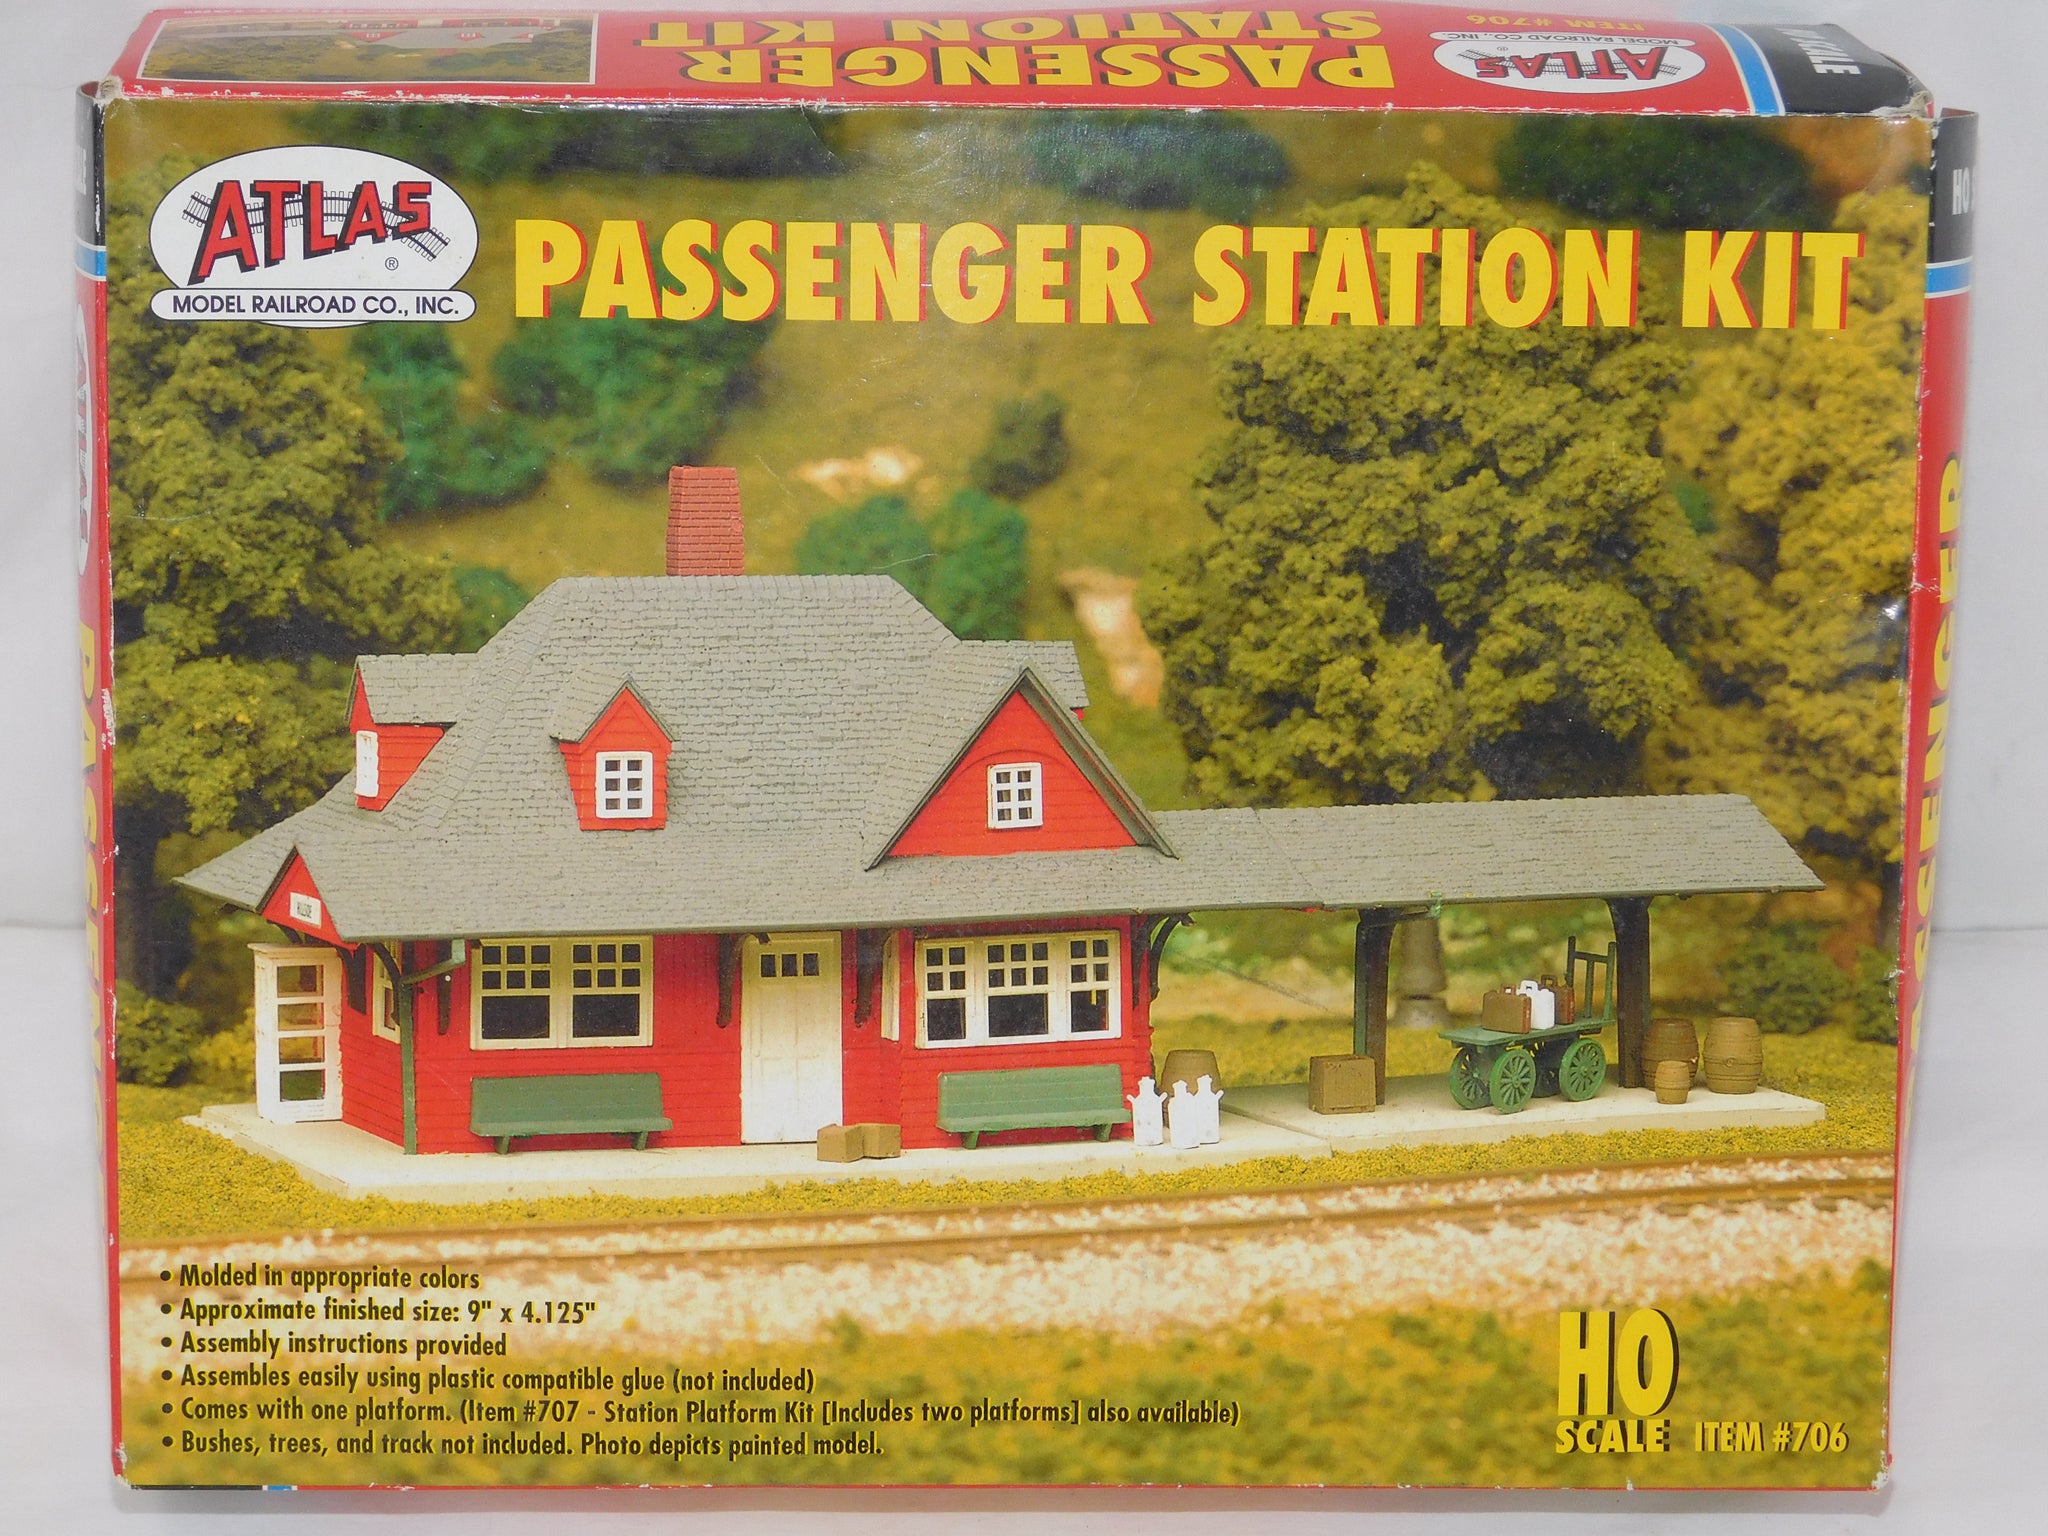 PASSENGER
STATION KIT
ATLAS
MODEL RAILROAD CO., INC.
ITEM #706
ATLAS
®
MODEL RAILROAD CO., INC.
PASSENGER STATION KIT
HO
PASSENGER
PASSENGER
HILLSIDE
• Molded in appropriate colors
• Approximate finished size: 9" x 4.125"
• Assembly instructions provided
• Assembles easily using plastic compatible glue (not included)
• Comes with one platform. (Item #707 - Station Platform Kit [Includes two platforms] also available)
• Bushes, trees, and track not included. Photo depicts painted model.
HO
SCALE ITEM #706